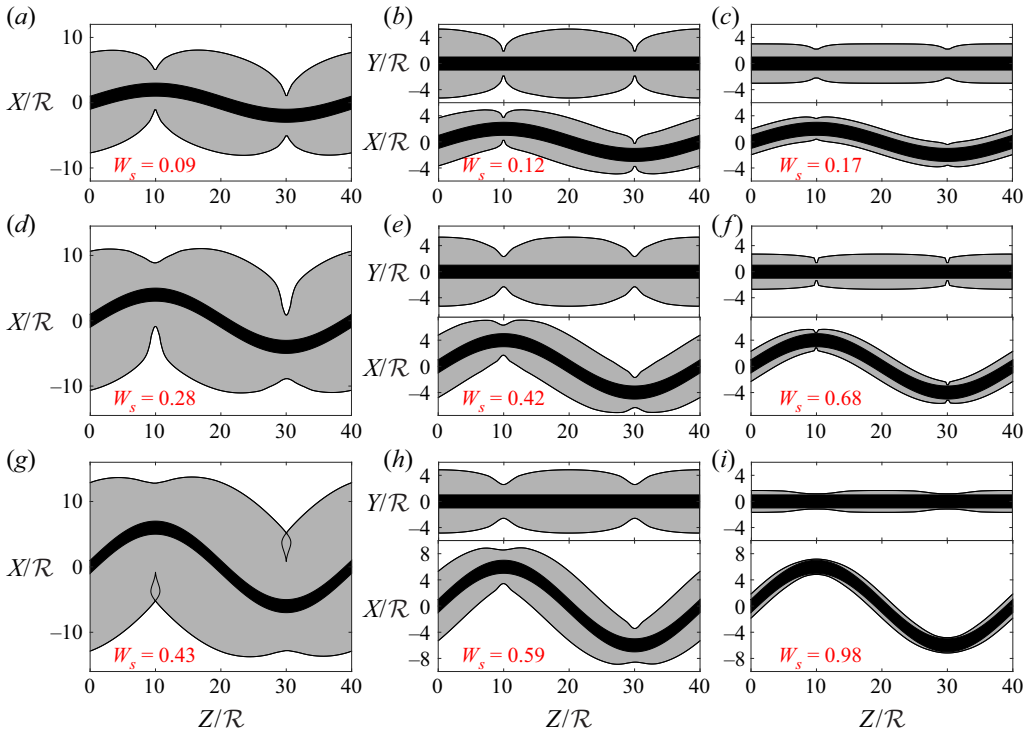 (a)
(b)
(c)
10
0
−10
X/R
W_s = 0.09
0 10 20 30 40
4
0
−4
Y/R
4
0
−4
X/R
W_s = 0.12
0 10 20 30 40
4
0
−4
4
0
−4
W_s = 0.17
0 10 20 30 40
(d)
(e)
(f)
10
0
−10
X/R
W_s = 0.28
0 10 20 30 40
4
0
−4
Y/R
4
0
−4
X/R
W_s = 0.42
0 10 20 30 40
4
0
−4
4
0
−4
W_s = 0.68
0 10 20 30 40
(g)
(h)
(i)
10
0
−10
X/R
W_s = 0.43
0 10 20 30 40
Z/R
4
0
−4
Y/R
8
4
0
−4
−8
X/R
W_s = 0.59
0 10 20 30 40
Z/R
4
0
−4
8
4
0
−4
−8
W_s = 0.98
0 10 20 30 40
Z/R